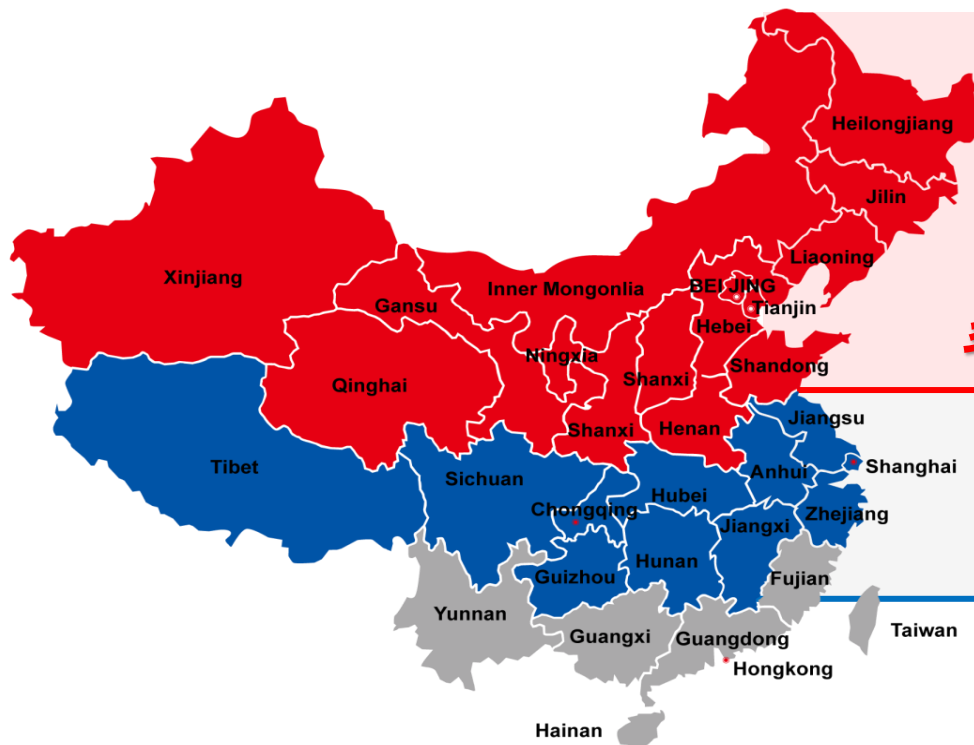 Heilongjiang
Jilin
Liaoning
Xinjiang
Gansu
Inner Mongonlia
BEI JING
Tianjin
Hebei
Ningxia
Shanxi
Shandong
Qinghai
Shanxi
Henan
Jiangsu
Tibet
Sichuan
Anhui
Shanghai
Hubei
Chongqing
Zhejiang
Jiangxi
Hunan
Guizhou
Fujian
Yunnan
Guangxi
Guangdong
Taiwan
Hongkong
Hainan